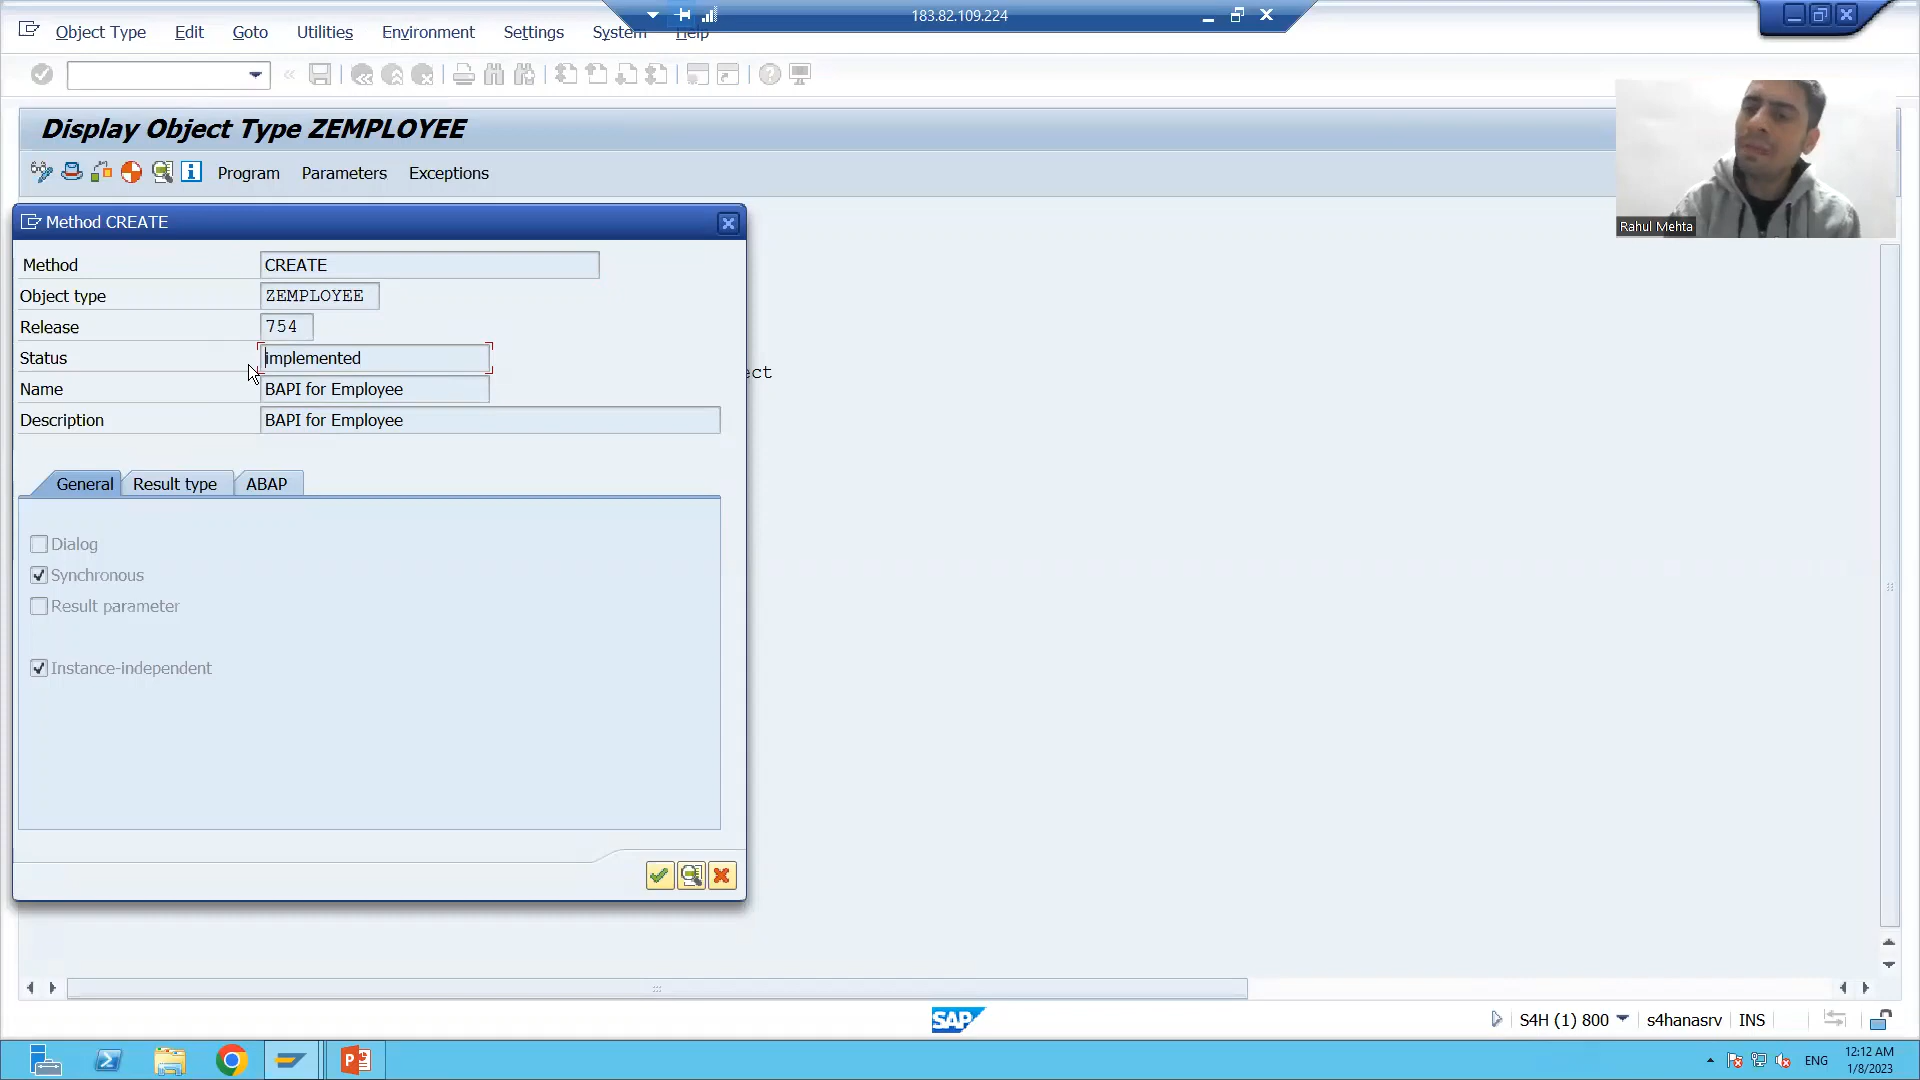 183.82.109.224
Object Type Edit Goto Utilities Environment Settings System Help
Display Object Type ZEMPLOYEE
Program Parameters Exceptions
Rahul Mehta
Method CREATE
Method CREATE
Object type ZEMPLOYEE
Release 754
Status implemented
ect
Name BAPI for Employee
Description BAPI for Employee
General Result type ABAP
Dialog
Synchronous
Result parameter
Instance-independent
SAP
S4H (1) 800 s4hanasrv INS
ENG
12:12 AM
1/8/2023